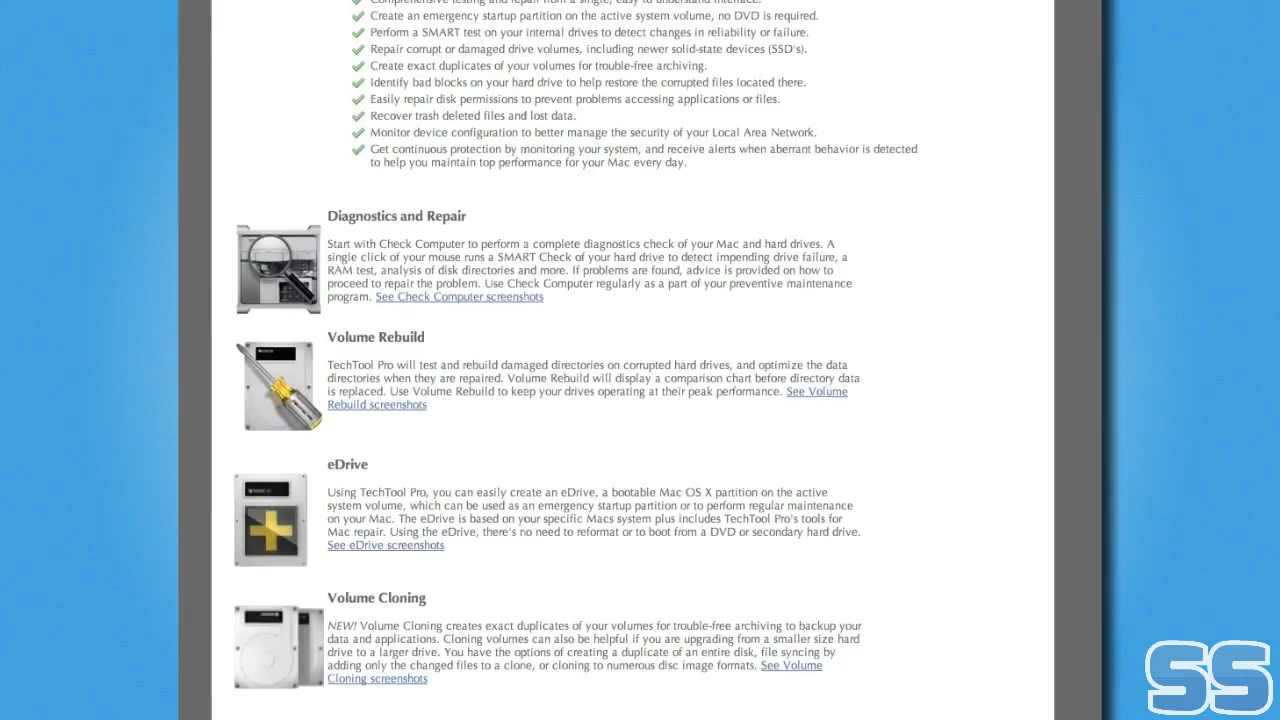 Comprehensive testing and repair from a single, easy to understand interface.
Create an emergency startup partition on the active system volume, no DVD is required.
Perform a SMART test on your internal drives to detect changes in reliability or failure.
Repair corrupt or damaged drive volumes, including newer solid-state devices (SSD's).
Create exact duplicates of your volumes for trouble-free archiving.
Identify bad blocks on your hard drive to help restore the corrupted files located there.
Easily repair disk permissions to prevent problems accessing applications or files.
Recover trash deleted files and lost data.
Monitor device configuration to better manage the security of your Local Area Network.
Get continuous protection by monitoring your system, and receive alerts when aberrant behavior is detected
to help you maintain top performance for your Mac every day.
Diagnostics and Repair
Start with Check Computer to perform a complete diagnostics check of your Mac and hard drives. A
single click of your mouse runs a SMART Check of your hard drive to detect impending drive failure, a
RAM test, analysis of disk directories and more. If problems are found, advice is provided on how to
proceed to repair the problem. Use Check Computer regularly as a part of your preventive maintenance
program. See Check Computer screenshots
Volume Rebuild
TechTool Pro will test and rebuild damaged directories on corrupted hard drives, and optimize the data
directories when they are repaired. Volume Rebuild will display a comparison chart before directory data
is replaced. Use Volume Rebuild to keep your drives operating at their peak performance. See Volume
Rebuild screenshots
eDrive
Using TechTool Pro, you can easily create an eDrive, a bootable Mac OS X partition on the active
system volume, which can be used as an emergency startup partition or to perform regular maintenance
on your Mac. The eDrive is based on your specific Macs system plus includes TechTool Pro's tools for
Mac repair. Using the eDrive, there's no need to reformat or to boot from a DVD or secondary hard drive.
See eDrive screenshots
Volume Cloning
NEW! Volume Cloning creates exact duplicates of your volumes for trouble-free archiving to backup your
data and applications. Cloning volumes can also be helpful if you are upgrading from a smaller size hard
drive to a larger drive. You have the options of creating a duplicate of an entire disk, file syncing by
adding only the changed files to a clone, or cloning to numerous disc image formats. See Volume
Cloning screenshots
SS